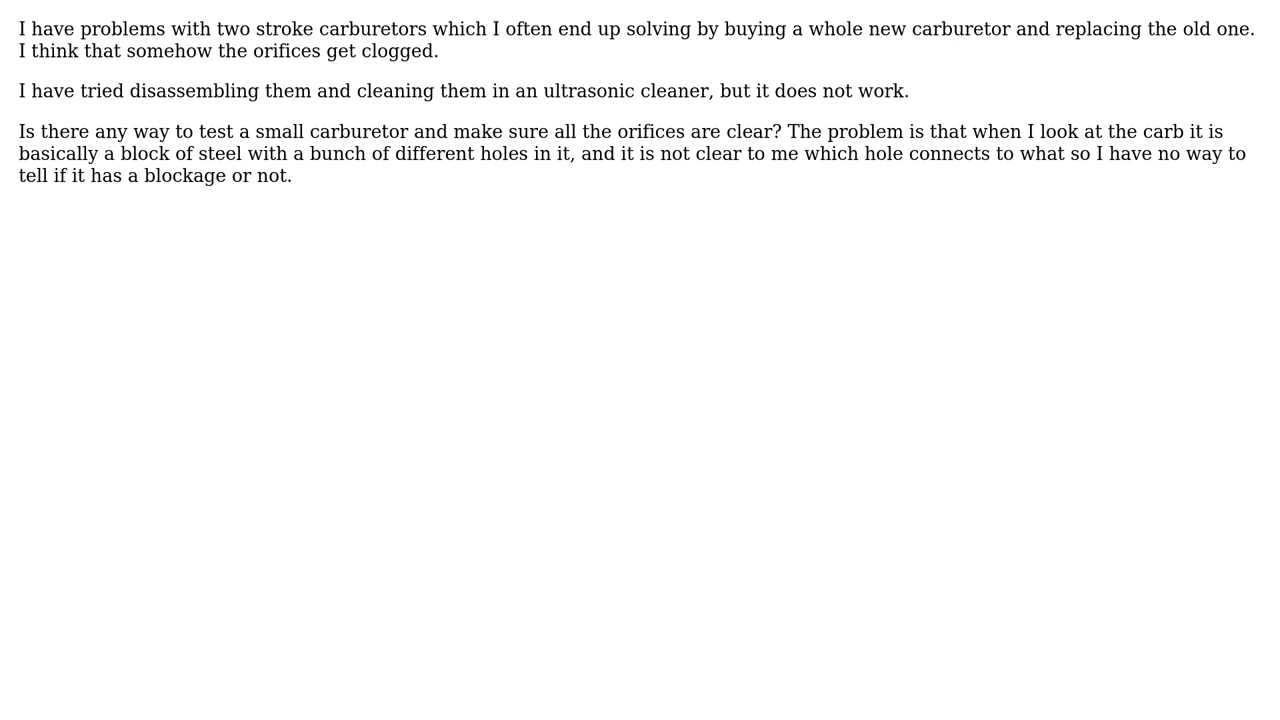 I have problems with two stroke carburetors which I often end up solving by buying a whole new carburetor and replacing the old one.
I think that somehow the orifices get clogged.
I have tried disassembling them and cleaning them in an ultrasonic cleaner, but it does not work.
Is there any way to test a small carburetor and make sure all the orifices are clear? The problem is that when I look at the carb it is
basically a block of steel with a bunch of different holes in it, and it is not clear to me which hole connects to what so I have no way to
tell if it has a blockage or not.